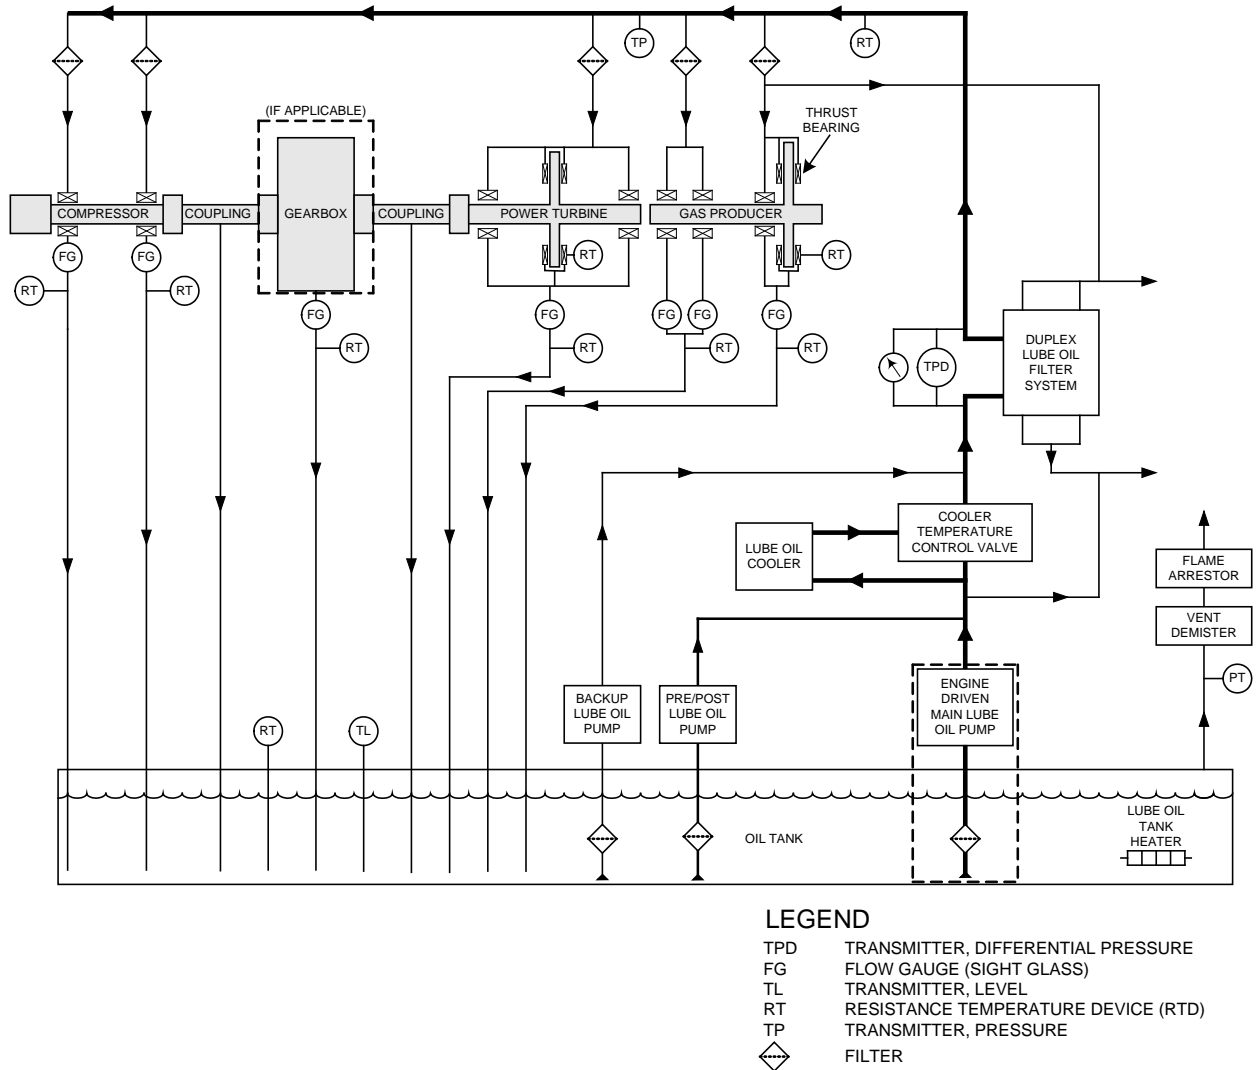 TP
RT
(IF APPLICABLE)
THRUST
BEARING
COMPRESSOR
COUPLING
GEARBOX
COUPLING
POWER TURBINE
GAS PRODUCER
FG
FG
RT
RT
RT
RT
FG
FG
FG
FG
FG
RT
RT
RT
RT
TPD
DUPLEX
LUBE OIL
FILTER
SYSTEM
LUBE OIL
COOLER
COOLER
TEMPERATURE
CONTROL VALVE
FLAME
ARRESTOR
VENT
DEMISTER
PT
BACKUP
LUBE OIL
PUMP
PRE/POST
LUBE OIL
PUMP
ENGINE
DRIVEN
MAIN LUBE
OIL PUMP
RT
TL
OIL TANK
LUBE OIL
TANK
HEATER
LEGEND
TPD TRANSMITTER, DIFFERENTIAL PRESSURE
FG FLOW GAUGE (SIGHT GLASS)
TL TRANSMITTER, LEVEL
RT RESISTANCE TEMPERATURE DEVICE (RTD)
TP TRANSMITTER, PRESSURE
FILTER